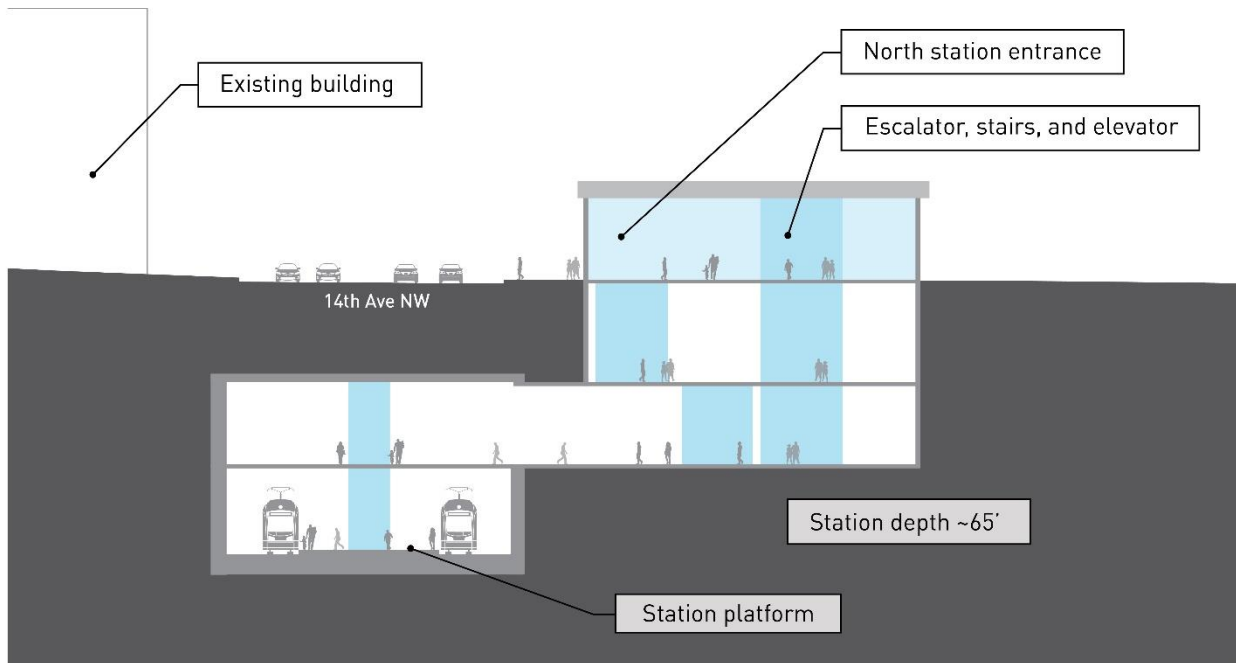 North station entrance
Existing building
Escalator, stairs, and elevator
14th Ave NW
Station depth ~65’
Station platform